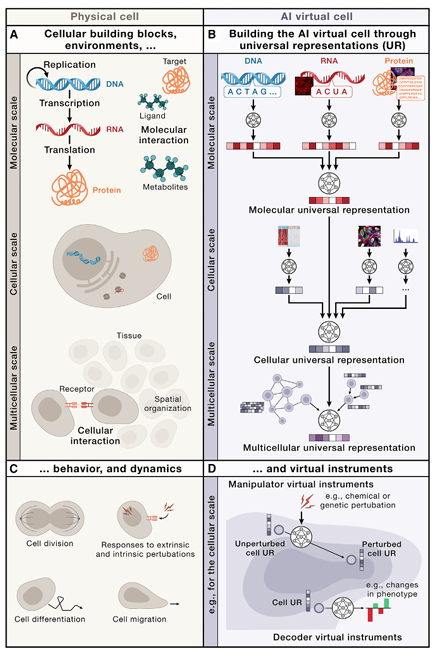 Physical cell
AI virtual cell
A
Cellular building blocks,
environments, ...
B
Building the AI virtual cell through
universal representations (UR)
Molecular scale
Replication
DNA
Transcription
RNA
Translation
Protein
Target
Ligand
Molecular
interaction
Metabolites
Cellular scale
Cell
Multicellular scale
Tissue
Receptor
Spatial
organization
Cellular
interaction
Molecular scale
DNA
ACTAG...
RNA
ACUA
Protein
Molecular universal representation
Cellular scale
...
Cellular universal representation
Multicellular scale
Multicellular universal representation
C
... behavior, and dynamics
Cell division
Responses to extrinsic
and intrinsic pertubations
Cell differentiation
Cell migration
D
... and virtual instruments
e.g., for the cellular scale
Manipulator virtual instruments
e.g., chemical or
genetic pertubation
Unperturbed
cell UR
Perturbed
cell UR
Cell UR
e.g., changes in
phenotype
Decoder virtual instruments